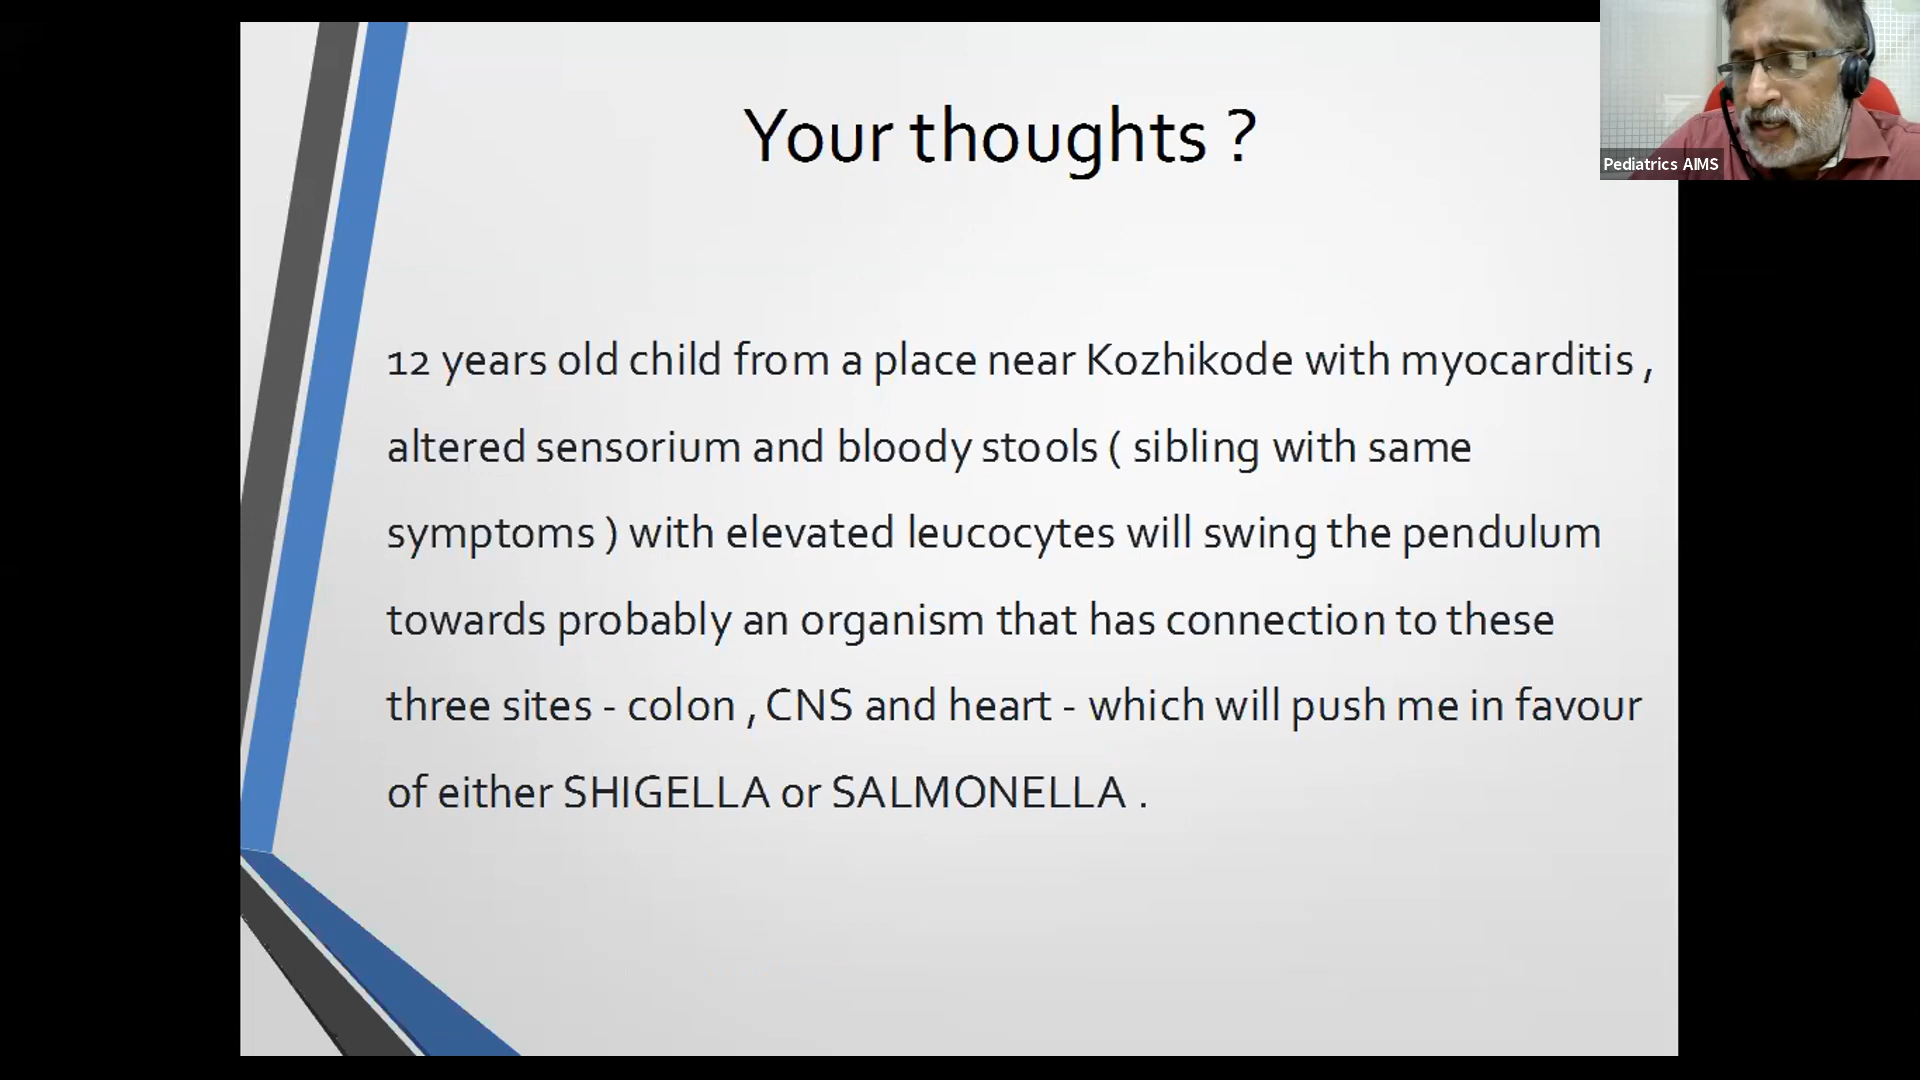 Your thoughts ?
Pediatrics AIMS
12 years old child from a place near Kozhikode with myocarditis ,
altered sensorium and bloody stools ( sibling with same
symptoms ) with elevated leucocytes will swing the pendulum
towards probably an organism that has connection to these
three sites - colon , CNS and heart - which will push me in favour
of either SHIGELLA or SALMONELLA .